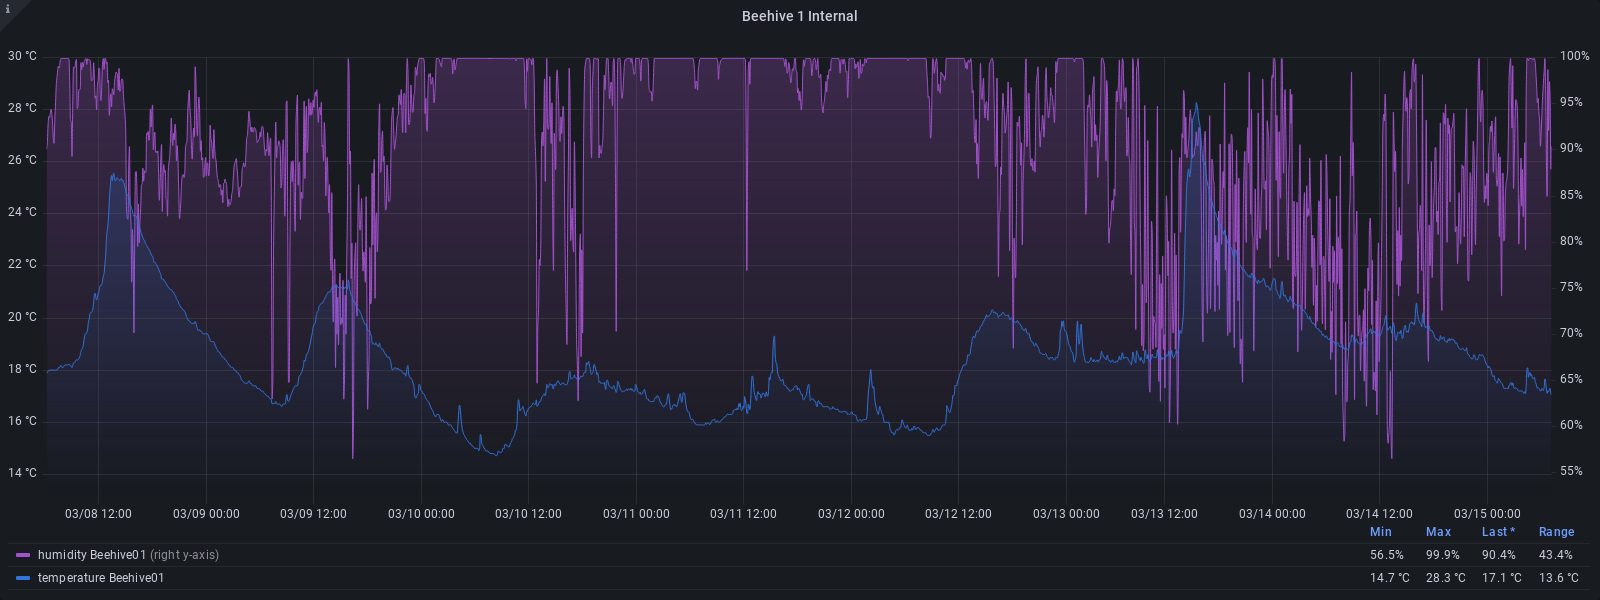 i
Beehive 1 Internal
30 °C 100%
28 °C 95%
26 °C 90%
24 °C 85%
22 °C 80%
20 °C 75%
18 °C 70%
16 °C 65%
14 °C 60%
55%
03/08 12:00 03/09 00:00 03/09 12:00 03/10 00:00 03/10 12:00 03/11 00:00 03/11 12:00 03/12 00:00 03/12 12:00 03/13 00:00 03/13 12:00 03/14 00:00 03/14 12:00 03/15 00:00
Min Max Last * Range
humidity Beehive01 (right y-axis) 56.5% 99.9% 90.4% 43.4%
temperature Beehive01 14.7 °C 28.3 °C 17.1 °C 13.6 °C